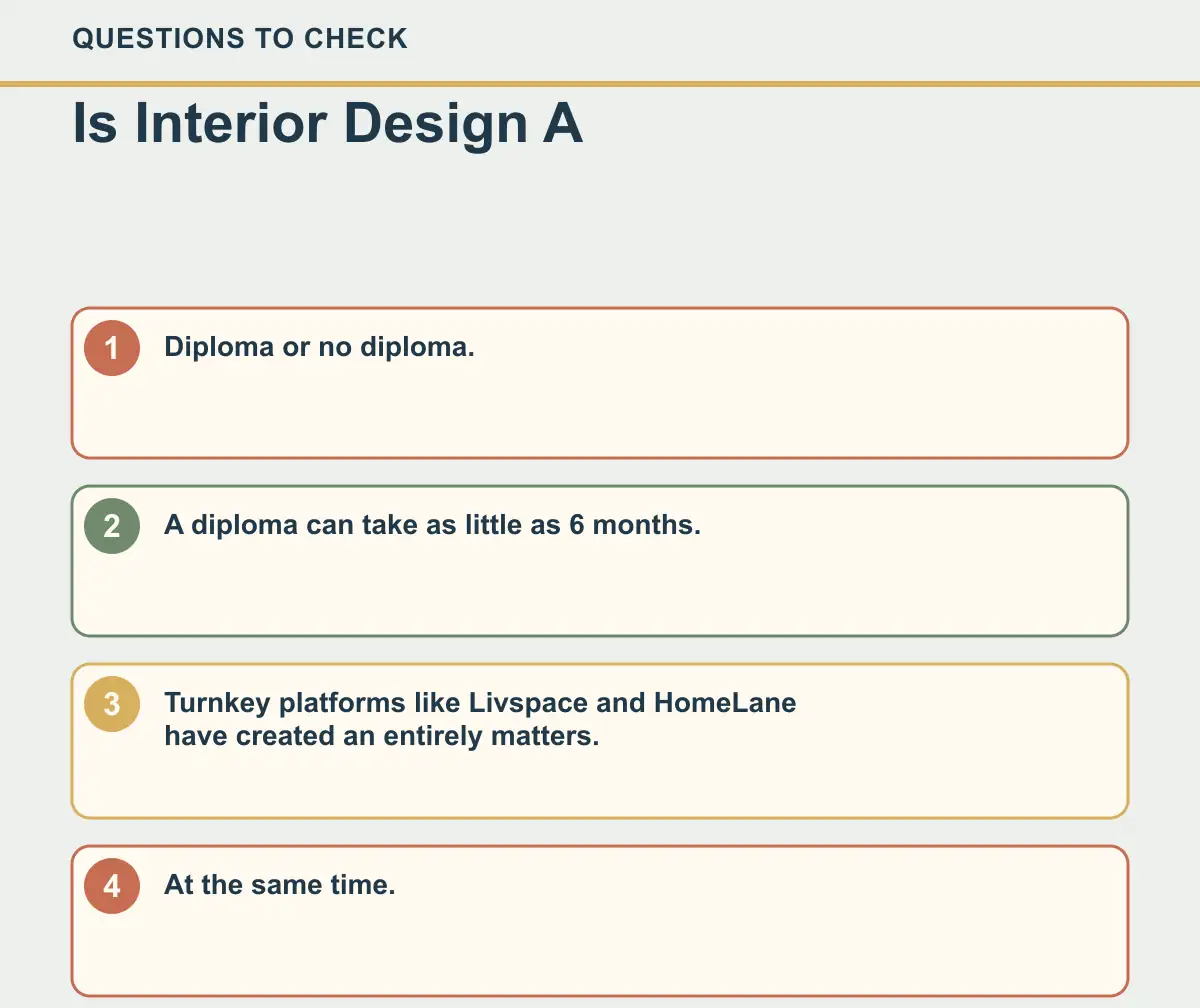 QUESTIONS TO CHECK
Is Interior Design A
1
Diploma or no diploma.
2
A diploma can take as little as 6 months.
3
Turnkey platforms like Livspace and HomeLane
have created an entirely matters.
4
At the same time.